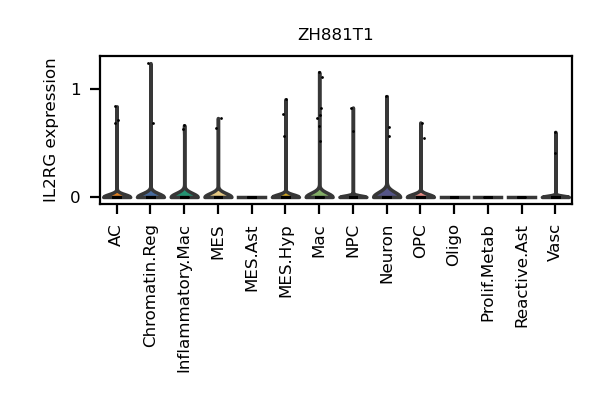 ZH881T1
IL2RG expression
1
0
AC
Chromatin.Reg
Inflammatory.Mac
MES
MES.Ast
MES.Hyp
Mac
NPC
Neuron
OPC
Oligo
Prolif.Metab
Reactive.Ast
Vasc